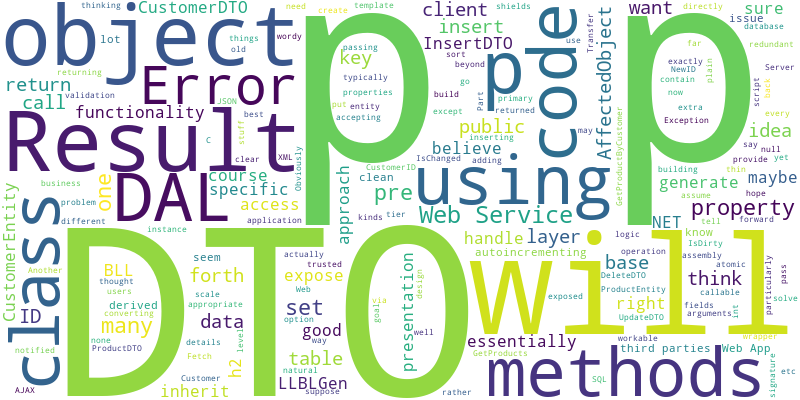 thinking CustomerDTO need create template client code want sure
object lot wordy things old passing typically InsertDTO insert sort beyond go issue Transfer database
return validation returning Error key properties put entity accepting build primary Part returned except AffectedObject directly far redundant exactly NewID contain now plain Server
call JSON functionality best XML stuff public p use may extra Exception script back every
Result clear C Obviously believe inserting adding IsChanged GetProductByCustomer idea say null yet
DAL one course specific access CustomerID clean kinds tier approach pre using provide building thin maybe
business problem different application instance Web Service NET generate assume hope property
CustomerEntity class ID Another notified AJAX thought users converting none ProductDTO BLL many derived inherit forth seem actually trusted scale appropriate details level Fetch Customer h2 data
DTO expose Web option way set good natural suppose table LLBLGen presentation goal via design well rather
handle layer autoincrementing essentially GetProducts will methods
base know tell forward IsDirty logic operation assembly DeleteDTO atomic ProductEntity callable right fields UpdateDTO arguments workable int third parties Web App SQL wrapper
think particularly pass solve exposed signature etc shields p p